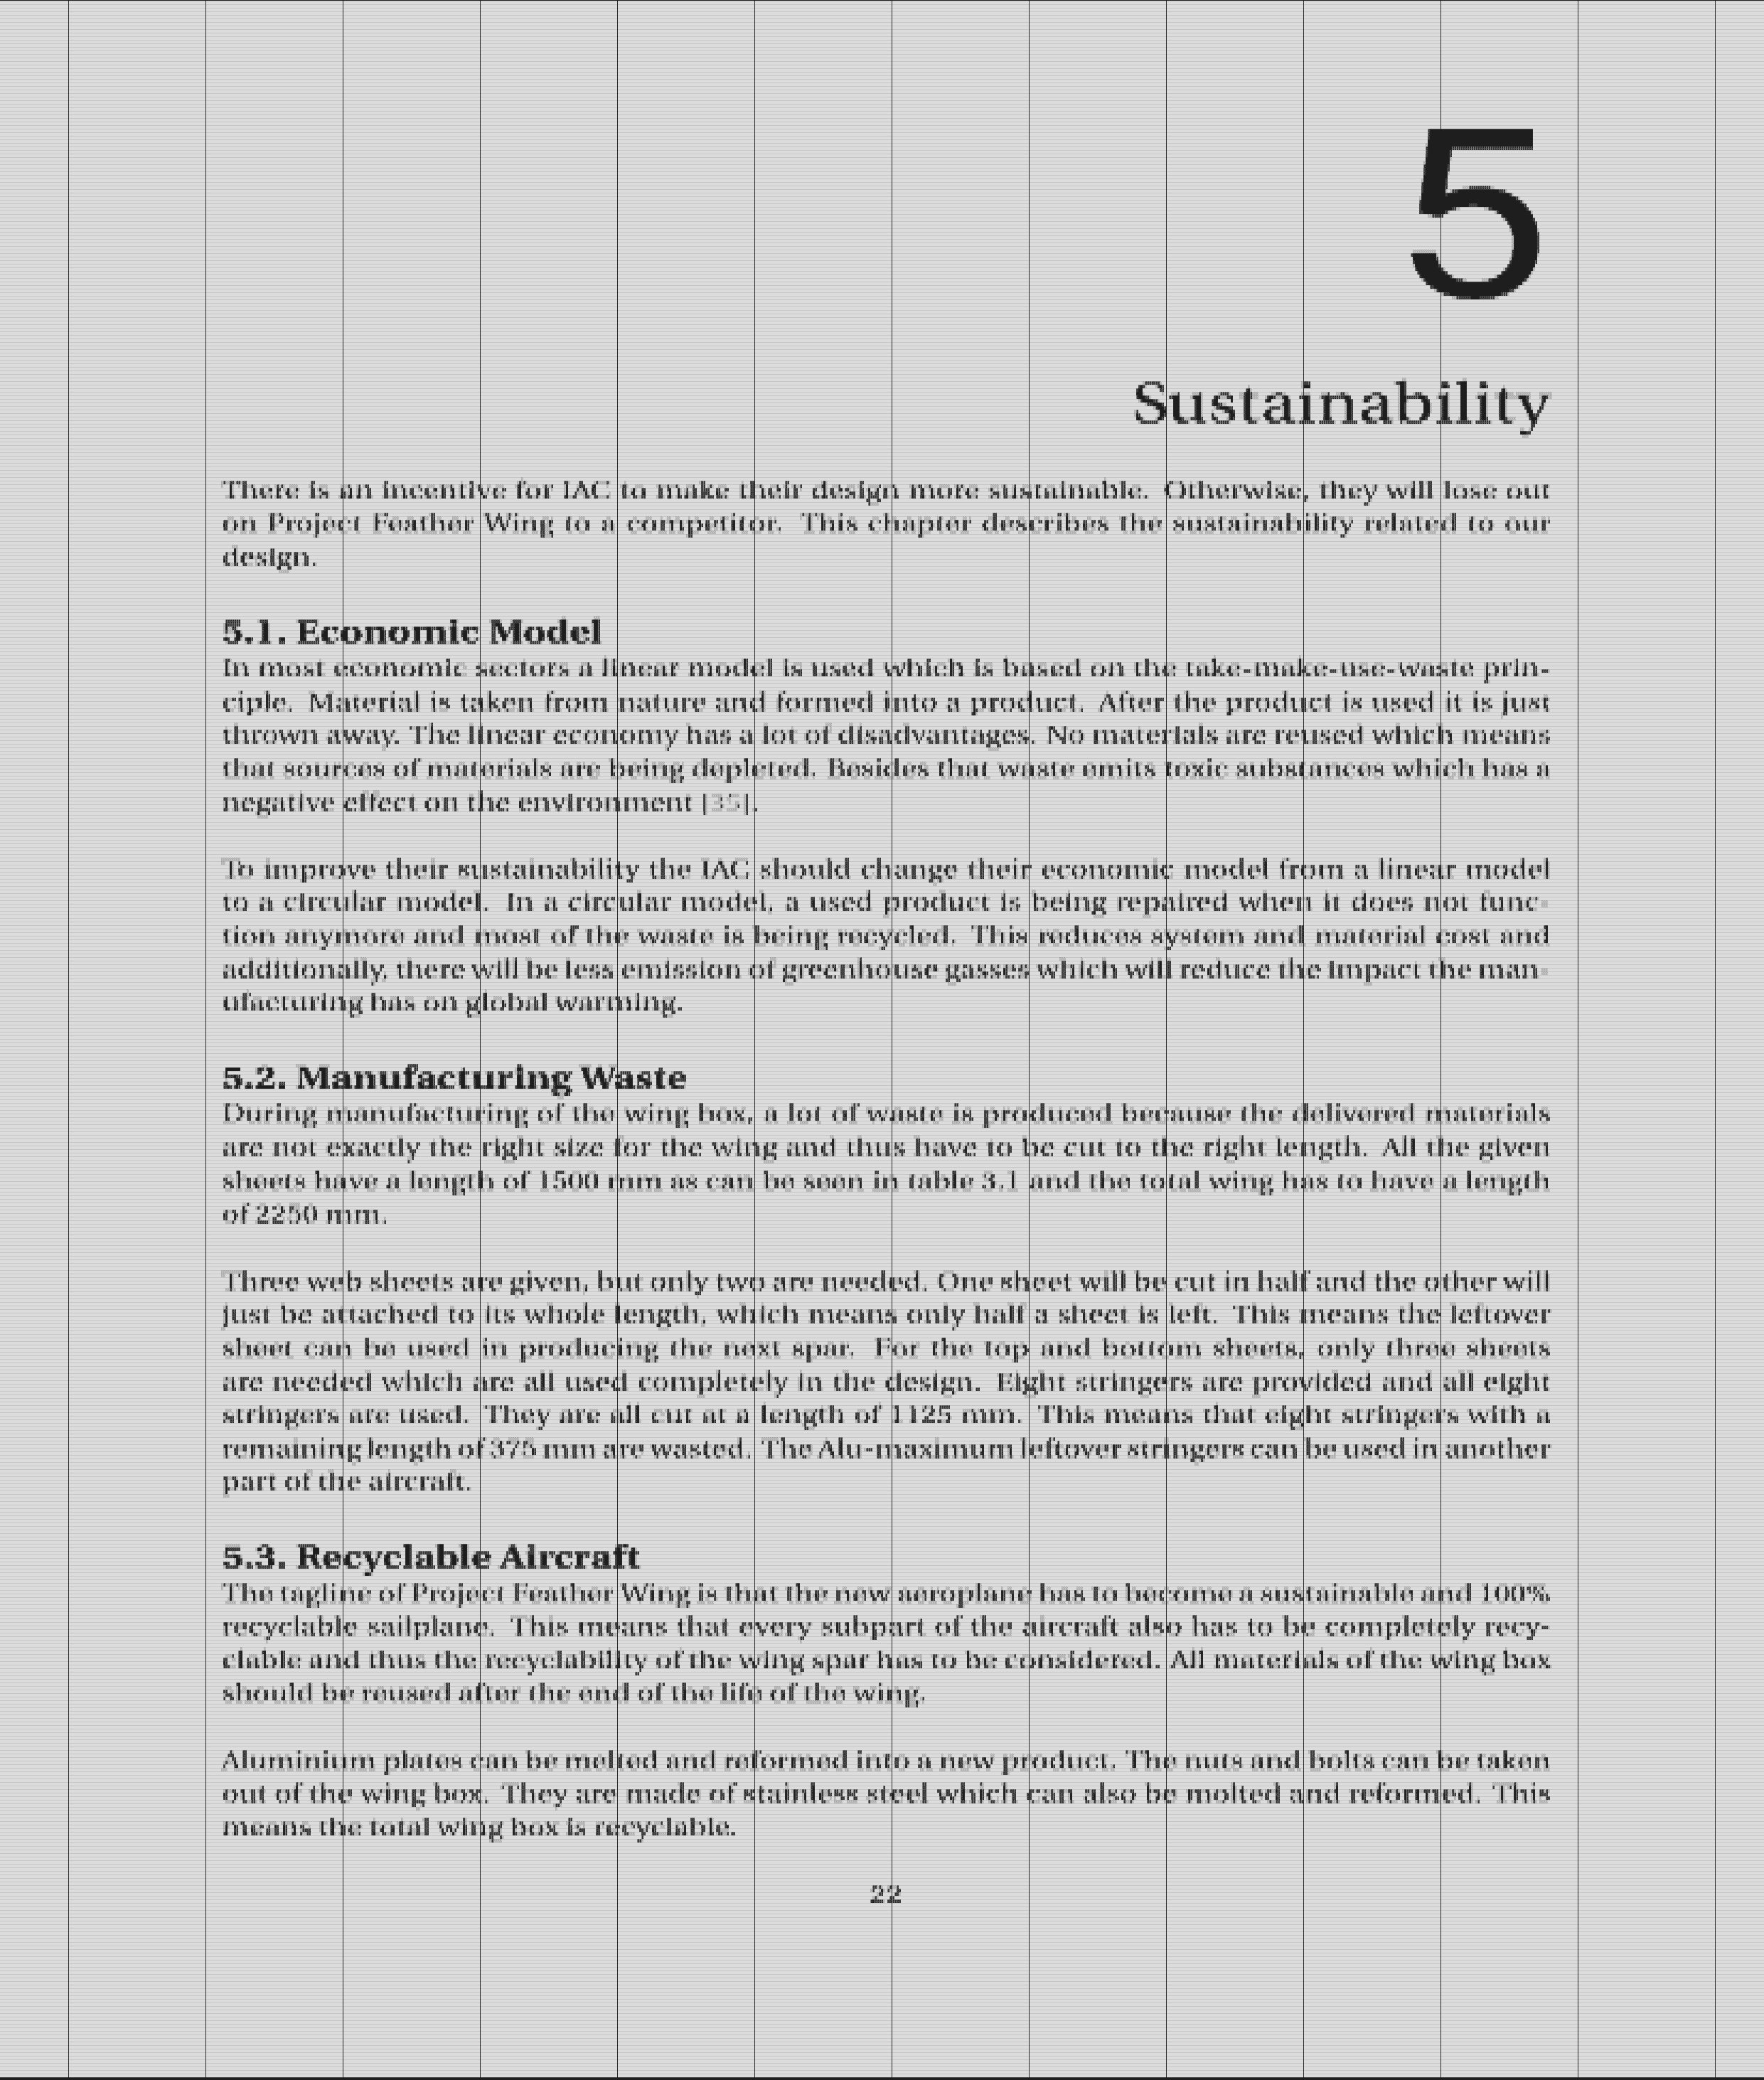 5
Sustainability
There is an incentive for IAC to make their design more sustainable. Otherwise, they will lose out
on Project Feather Wing to a competitor. This chapter describes the sustainability related to our
design.
5.1. Economic Model
In most economic sectors a linear model is used which is based on the take-make-use-waste prin-
ciple. Material is taken from nature and formed into a product. After the product is used it is just
thrown away. The linear economy has a lot of disadvantages. No materials are reused which means
that sources of materials are being depleted. Besides that waste emits toxic substances which has a
negative effect on the environment [35].
To improve their sustainability the IAC should change their economic model from a linear model
to a circular model. In a circular model, a used product is being repaired when it does not func-
tion anymore and most of the waste is being recycled. This reduces system and material cost and
additionally, there will be less emission of greenhouse gasses which will reduce the impact the man-
ufacturing has on global warming.
5.2. Manufacturing Waste
During manufacturing of the wing box, a lot of waste is produced because the delivered materials
are not exactly the right size for the wing and thus have to be cut to the right length. All the given
sheets have a length of 1500 mm as can be seen in table 3.1 and the total wing has to have a length
of 2250 mm.
Three web sheets are given, but only two are needed. One sheet will be cut in half and the other will
just be attached to its whole length, which means only half a sheet is left. This means the leftover
sheet can be used in producing the next spar. For the top and bottom sheets, only three sheets
are needed which are all used completely in the design. Eight stringers are provided and all eight
stringers are used. They are all cut at a length of 1125 mm. This means that eight stringers with a
remaining length of 375 mm are wasted. The Alu-maximum leftover stringers can be used in another
part of the aircraft.
5.3. Recyclable Aircraft
The tagline of Project Feather Wing is that the new aeroplane has to become a sustainable and 100%
recyclable sailplane. This means that every subpart of the aircraft also has to be completely recy-
clable and thus the recyclability of the wing spar has to be considered. All materials of the wing box
should be reused after the end of the life of the wing.
Aluminium plates can be melted and reformed into a new product. The nuts and bolts can be taken
out of the wing box. They are made of stainless steel which can also be molted and reformed. This
means the total wing box is recyclable.
22